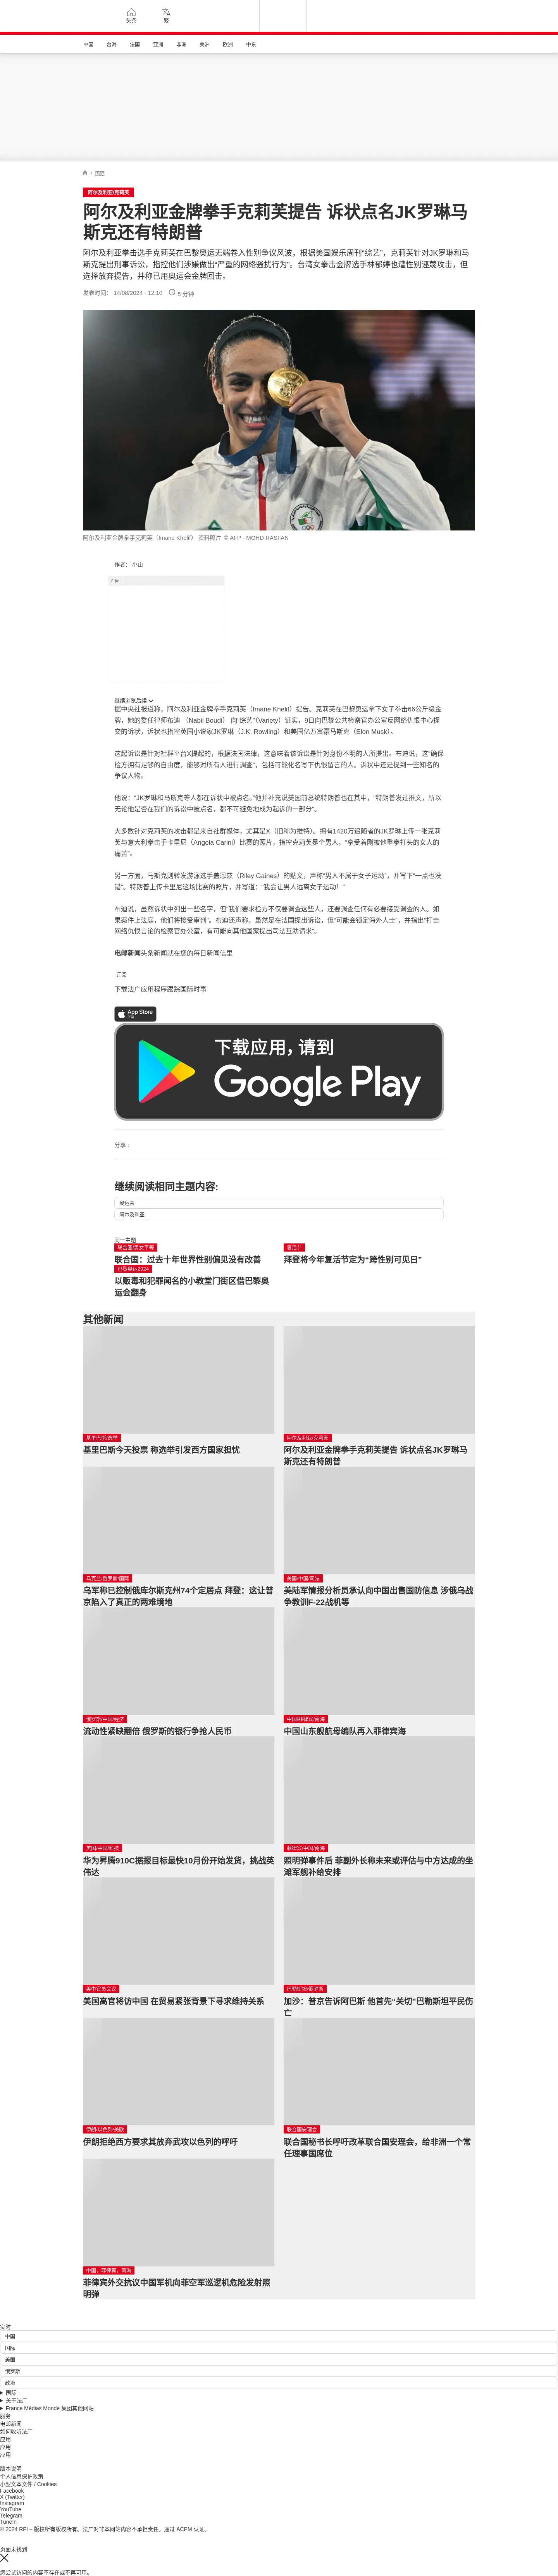 头条
繁
中国 台海 法国 亚洲 非洲 美洲 欧洲 中东
/ 国际
阿尔及利亚/克莉芙
阿尔及利亚金牌拳手克莉芙提告 诉状点名JK罗琳马
斯克还有特朗普
阿尔及利亚拳击选手克莉芙在巴黎奥运无端卷入性别争议风波，根据美国娱乐周刊“综艺”，克莉芙针对JK罗琳和马
斯克提出刑事诉讼，指控他们涉嫌做出“严重的网络骚扰行为”。台湾女拳击金牌选手林郁婷也遭性别诬蔑攻击，但
选择放弃提告，并称已用奥运会金牌回击。
发表时间： 14/08/2024 - 12:10 5 分钟
阿尔及利亚金牌拳手克莉芙（Imane Khelif） 资料照片 © AFP - MOHD RASFAN
作者： 小山
广告
继续浏览后续
据中央社报道称，阿尔及利亚金牌拳手克莉芙（Imane Khelif）提告。克莉芙在巴黎奥运拿下女子拳击66公斤级金
牌，她的委任律师布迪 （Nabil Boudi） 向“综艺”（Variety）证实，9日向巴黎公共检察官办公室反网络仇恨中心提
交的诉状，诉状也指控英国小说家JK罗琳（J.K. Rowling）和美国亿万富豪马斯克（Elon Musk）。
这起诉讼是针对社群平台X提起的，根据法国法律，这意味着该诉讼是针对身份不明的人所提出。布迪说，这“确保
检方拥有足够的自由度，能够对所有人进行调查”，包括可能化名写下仇恨留言的人。诉状中还是提到一些知名的
争议人物。
他说：“JK罗琳和马斯克等人都在诉状中被点名。”他并补充说美国前总统特朗普也在其中，“特朗普发过推文，所以
无论他是否在我们的诉讼中被点名，都不可避免地成为起诉的一部分”。
大多数针对克莉芙的攻击都是来自社群媒体，尤其是X（旧称为推特）。拥有1420万追随者的JK罗琳上传一张克莉
芙与意大利拳击手卡里尼（Angela Carini）比赛的照片，指控克莉芙是个男人，“享受着刚被他重拳打头的女人的
痛苦”。
另一方面，马斯克则转发游泳选手盖恩兹（Riley Gaines）的贴文，声称“男人不属于女子运动”，并写下“一点也没
错”。特朗普上传卡里尼这场比赛的照片，并写道：“我会让男人远离女子运动！”
布迪说，虽然诉状中列出一些名字，但“我们要求检方不仅要调查这些人，还要调查任何有必要接受调查的人。如
果案件上法庭，他们将接受审判”。布迪还声称，虽然是在法国提出诉讼，但“可能会锁定海外人士”，并指出“打击
网络仇恨言论的检察官办公室，有可能向其他国家提出司法互助请求”。
电邮新闻头条新闻就在您的每日新闻信里
订阅
下载法广应用程序跟踪国际时事
App Store
下载
下载应用，请到
Google Play
分享 :
继续阅读相同主题内容:
奥运会
阿尔及利亚
同一主题
联合国/男女平等
联合国：过去十年世界性别偏见没有改善
复活节
拜登将今年复活节定为“跨性别可见日”
巴黎奥运2024
以贩毒和犯罪闻名的小教堂门街区借巴黎奥
运会翻身
其他新闻
基里巴斯/选举
基里巴斯今天投票 称选举引发西方国家担忧
阿尔及利亚/克莉芙
阿尔及利亚金牌拳手克莉芙提告 诉状点名JK罗琳马
斯克还有特朗普
乌克兰/俄罗斯/国际
乌军称已控制俄库尔斯克州74个定居点 拜登：这让普
京陷入了真正的两难境地
美国/中国/司法
美陆军情报分析员承认向中国出售国防信息 涉俄乌战
争教训F-22战机等
俄罗斯/中国/经济
流动性紧缺翻倍 俄罗斯的银行争抢人民币
中国/菲律宾/南海
中国山东舰航母编队再入菲律宾海
美国/中国/科技
华为昇腾910C据报目标最快10月份开始发货，挑战英
伟达
菲律宾/中国/南海
照明弹事件后 菲副外长称未来或评估与中方达成的坐
滩军舰补给安排
美中官员会议
美国高官将访中国 在贸易紧张背景下寻求维持关系
巴勒斯坦/俄罗斯
加沙：普京告诉阿巴斯 他首先“关切”巴勒斯坦平民伤
亡
伊朗/以色列/美欧
伊朗拒绝西方要求其放弃武攻以色列的呼吁
联合国安理会
联合国秘书长呼吁改革联合国安理会，给非洲一个常
任理事国席位
中国，菲律宾，南海
菲律宾外交抗议中国军机向菲空军巡逻机危险发射照
明弹
实时
中国
国际
美国
俄罗斯
政治
国际
关于法广
France Médias Monde 集团其他网站
服务
电邮新闻
如何收听法广
应用
应用
应用
版本说明
个人信息保护政策
小型文本文件 / Cookies
Facebook
X (Twitter)
Instagram
YouTube
Telegram
TuneIn
© 2024 RFI – 版权所有版权所有。法广对非本网站内容不承担责任。通过 ACPM 认证。
页面未找到
您尝试访问的内容不存在或不再可用。